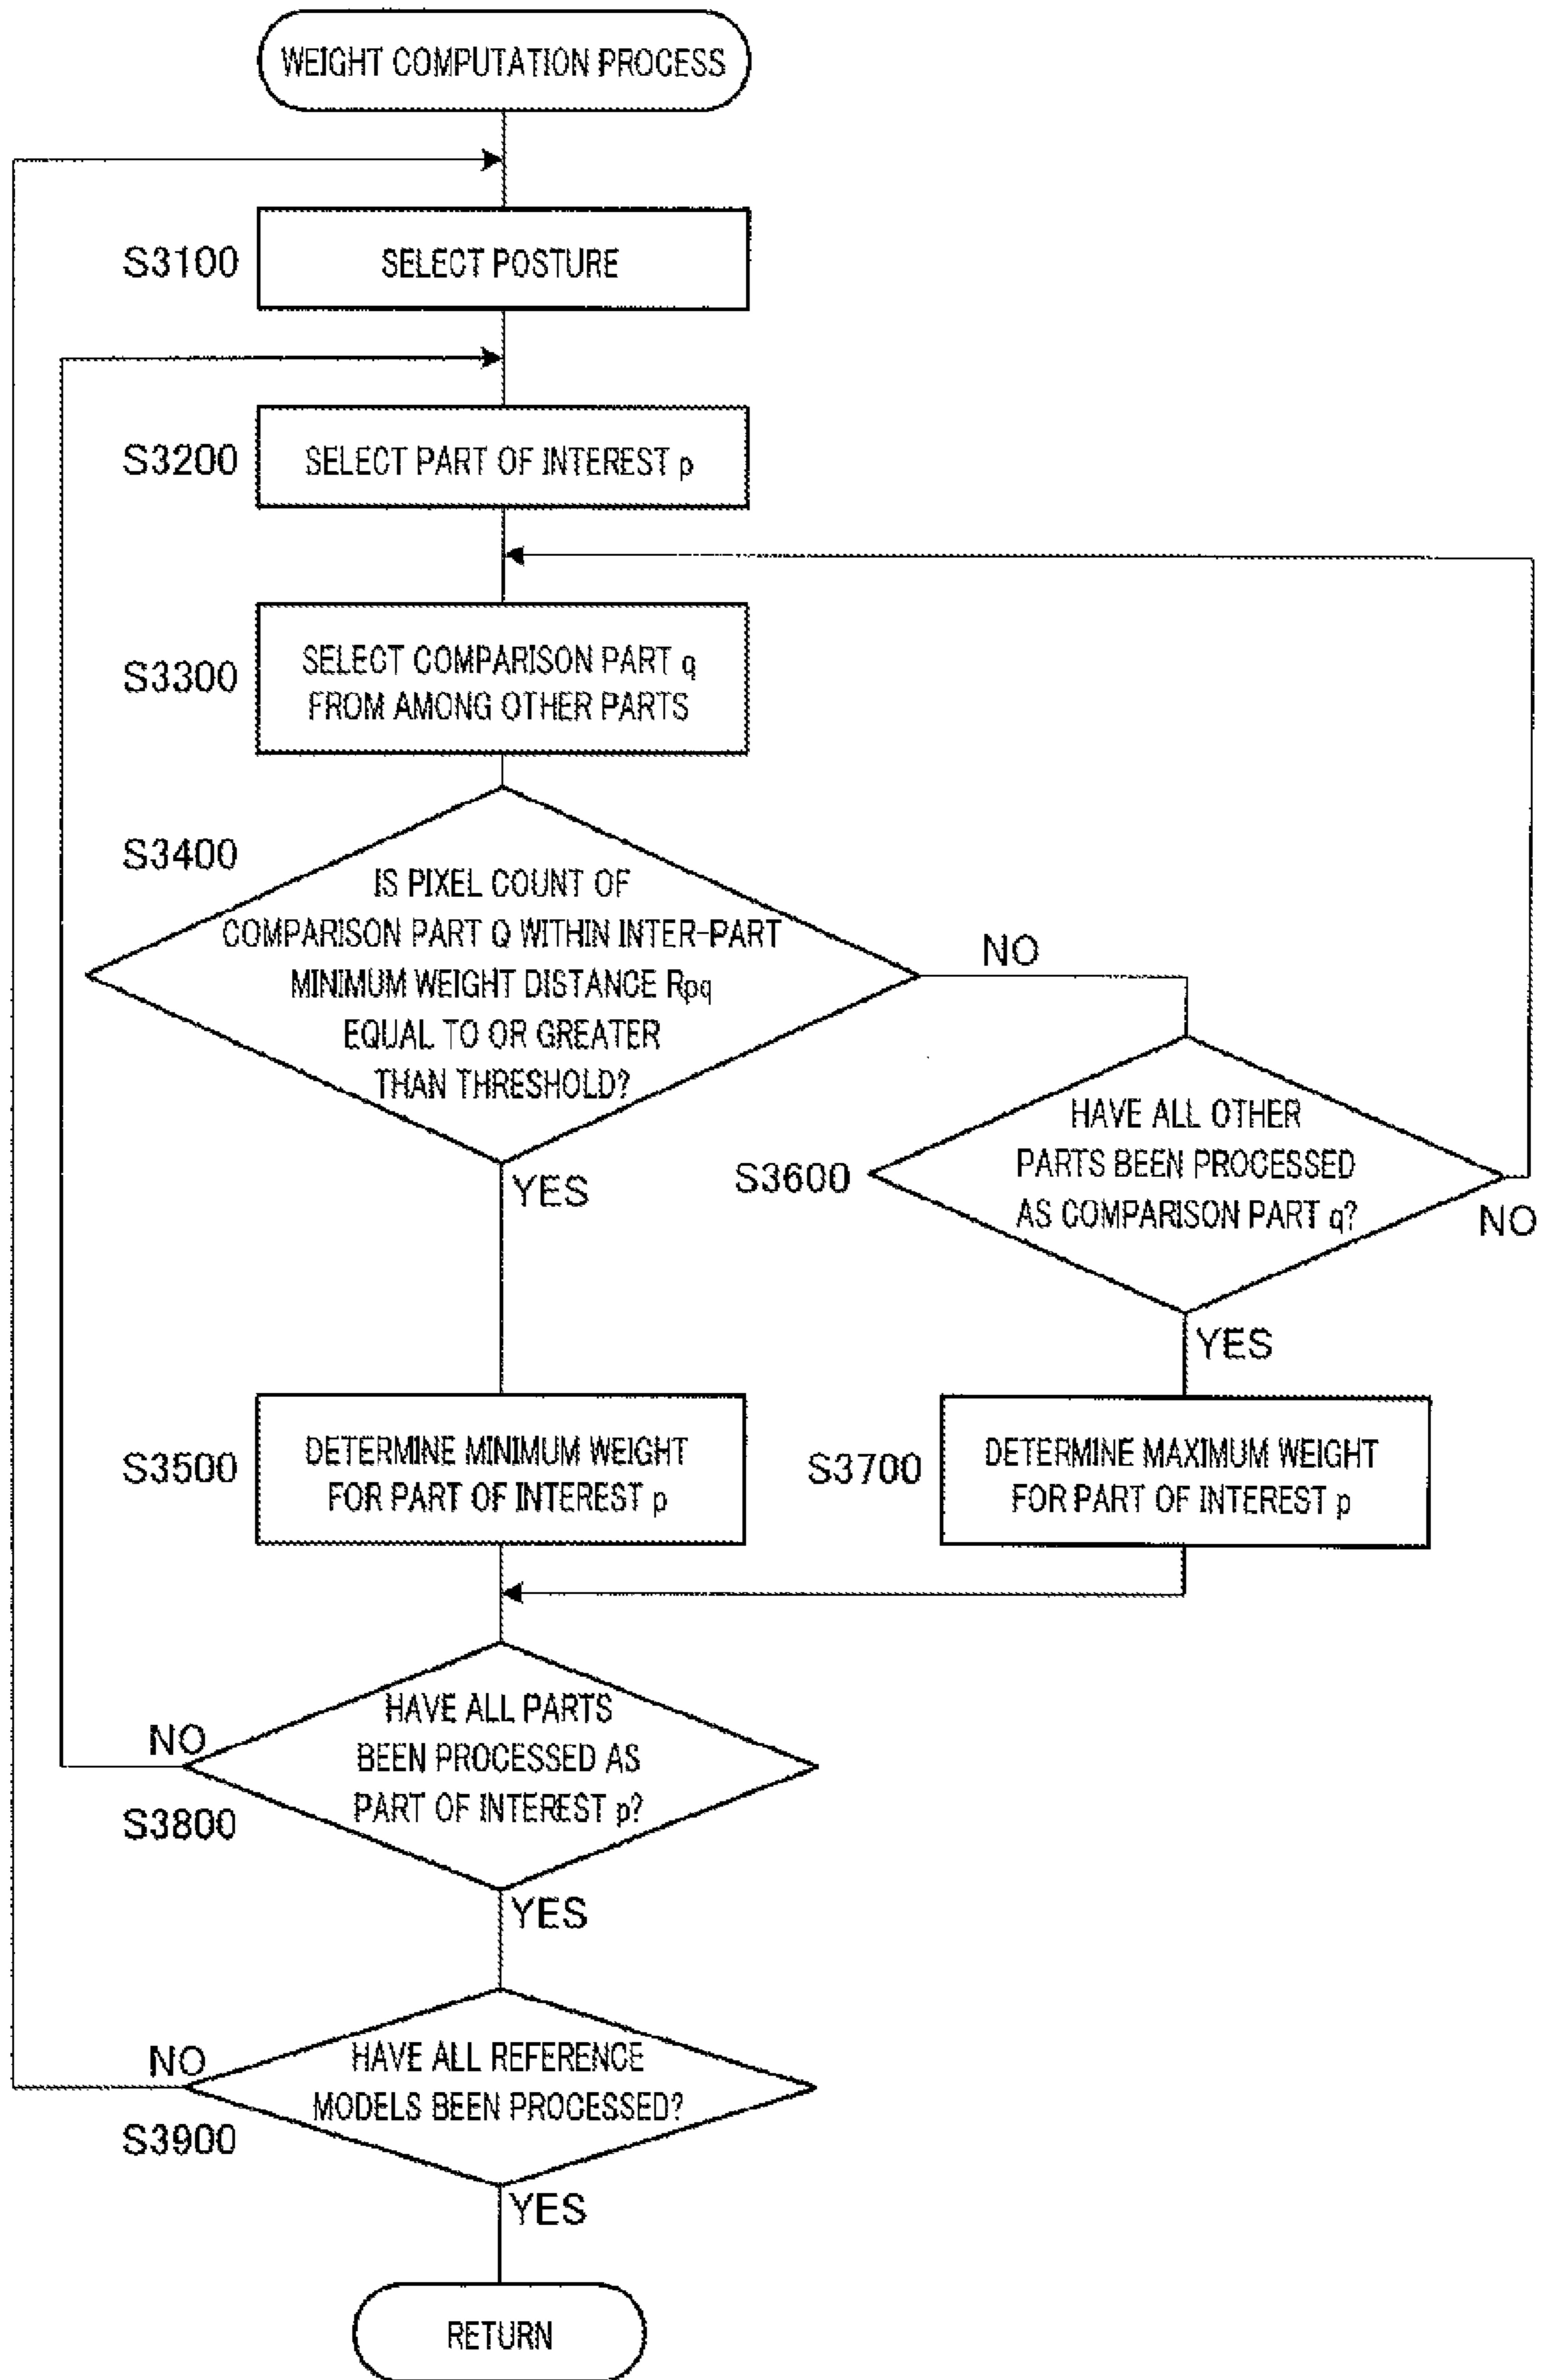 WEIGHT COMPUTATION PROCESS
S3100
SELECT POSTURE
S3200
SELECT PART OF INTEREST p
S3300
SELECT COMPARISON PART q
FROM AMONG OTHER PARTS
S3400
IS PIXEL COUNT OF
COMPARISON PART Q WITHIN INTER-PART
MINIMUM WEIGHT DISTANCE Rpq
EQUAL TO OR GREATER
THAN THRESHOLD?
NO
YES
S3600
HAVE ALL OTHER
PARTS BEEN PROCESSED
AS COMPARISON PART q?
NO
YES
S3500
DETERMINE MINIMUM WEIGHT
FOR PART OF INTEREST p
S3700
DETERMINE MAXIMUM WEIGHT
FOR PART OF INTEREST p
HAVE ALL PARTS
BEEN PROCESSED AS
PART OF INTEREST p?
NO
S3800
YES
HAVE ALL REFERENCE
MODELS BEEN PROCESSED?
NO
S3900
YES
RETURN